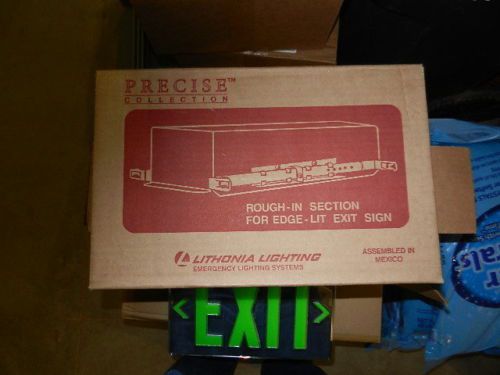 PRECISE™
COLLECTION
ROUGH-IN SECTION
FOR EDGE-LIT EXIT SIGN
LITHONIA LIGHTING
EMERGENCY LIGHTING SYSTEMS
ASSEMBLED IN
MEXICO
EXIT